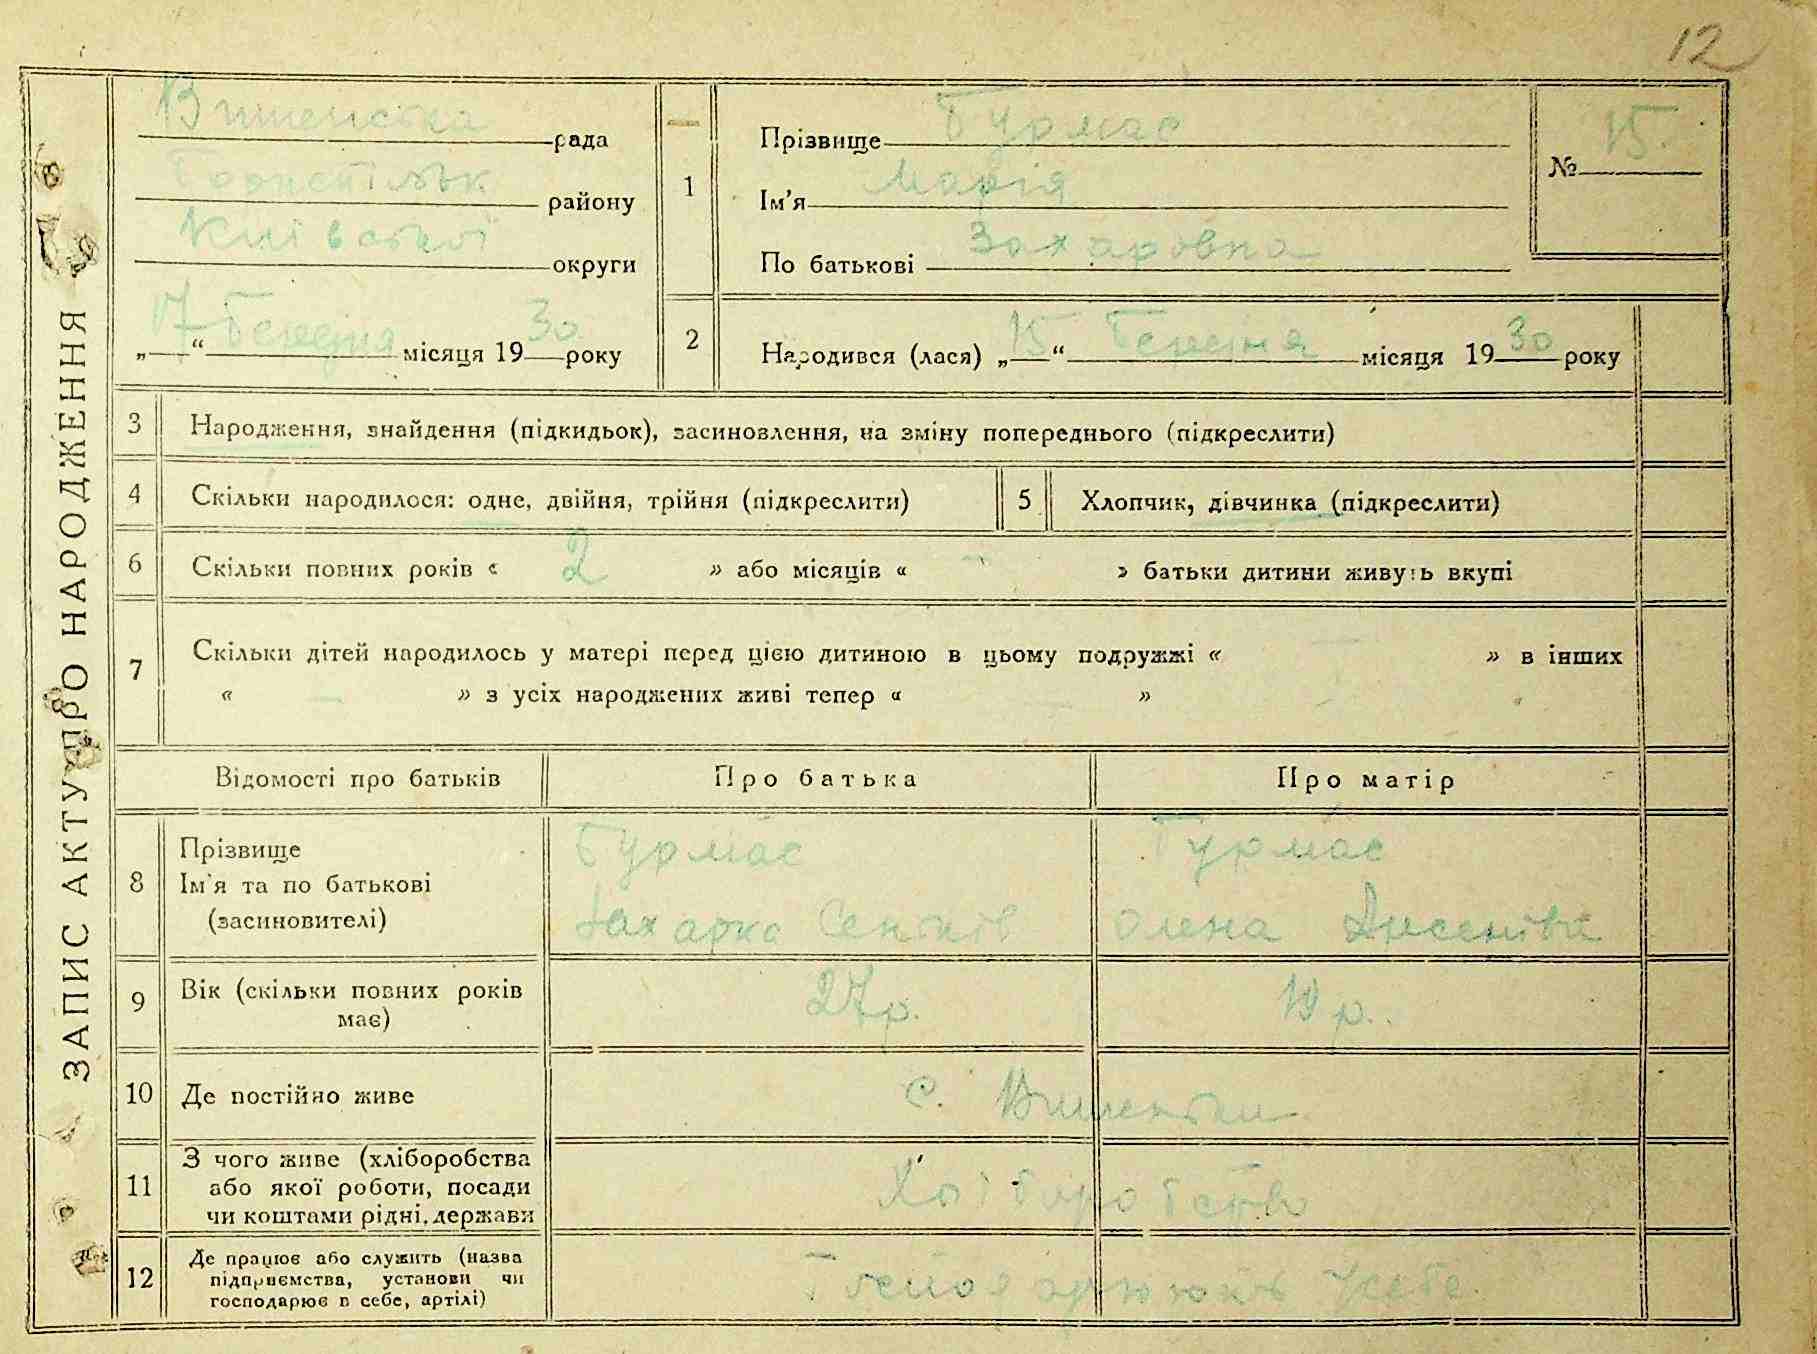 12
ЗАПИС АКТУ ПРО НАРОДЖЕННЯ
Вишенська рада
району
Київської округи
„17“ Березня місяця 1930 року
1
Прізвище Бурмас
Ім'я Марія
По батькові Захаровна
№ 15
2
Народився (лася) „15“ Березня місяця 1930 року
3 Народження, знайдення (підкидьок), засиновлення, на зміну попереднього (підкреслити)
4 Скільки народилося: одне, двійня, трійня (підкреслити)
5 Хлопчик, дівчинка (підкреслити)
6 Скільки повних років « 2 » або місяців « — » батьки дитини живуть вкупі
7 Скільки дітей народилось у матері перед цією дитиною в цьому подружжі « — » в інших
« — » з усіх народжених живі тепер « — »
Відомості про батьків Про батька Про матір
8 Прізвище
Ім'я та по батькові
(засиновителі)
Бурмас
Захарко
Бурмас
Олена
9 Вік (скільки повних років
має)
27 р. 19 р.
10 Де постійно живе с. Вишеньки
11 З чого живе (хліборобства
або якої роботи, посади
чи коштами рідні, держави
Хліборобство
12 Де працює або служить (назва
підприємства, установи чи
господарює в себе, артілі)
у себе